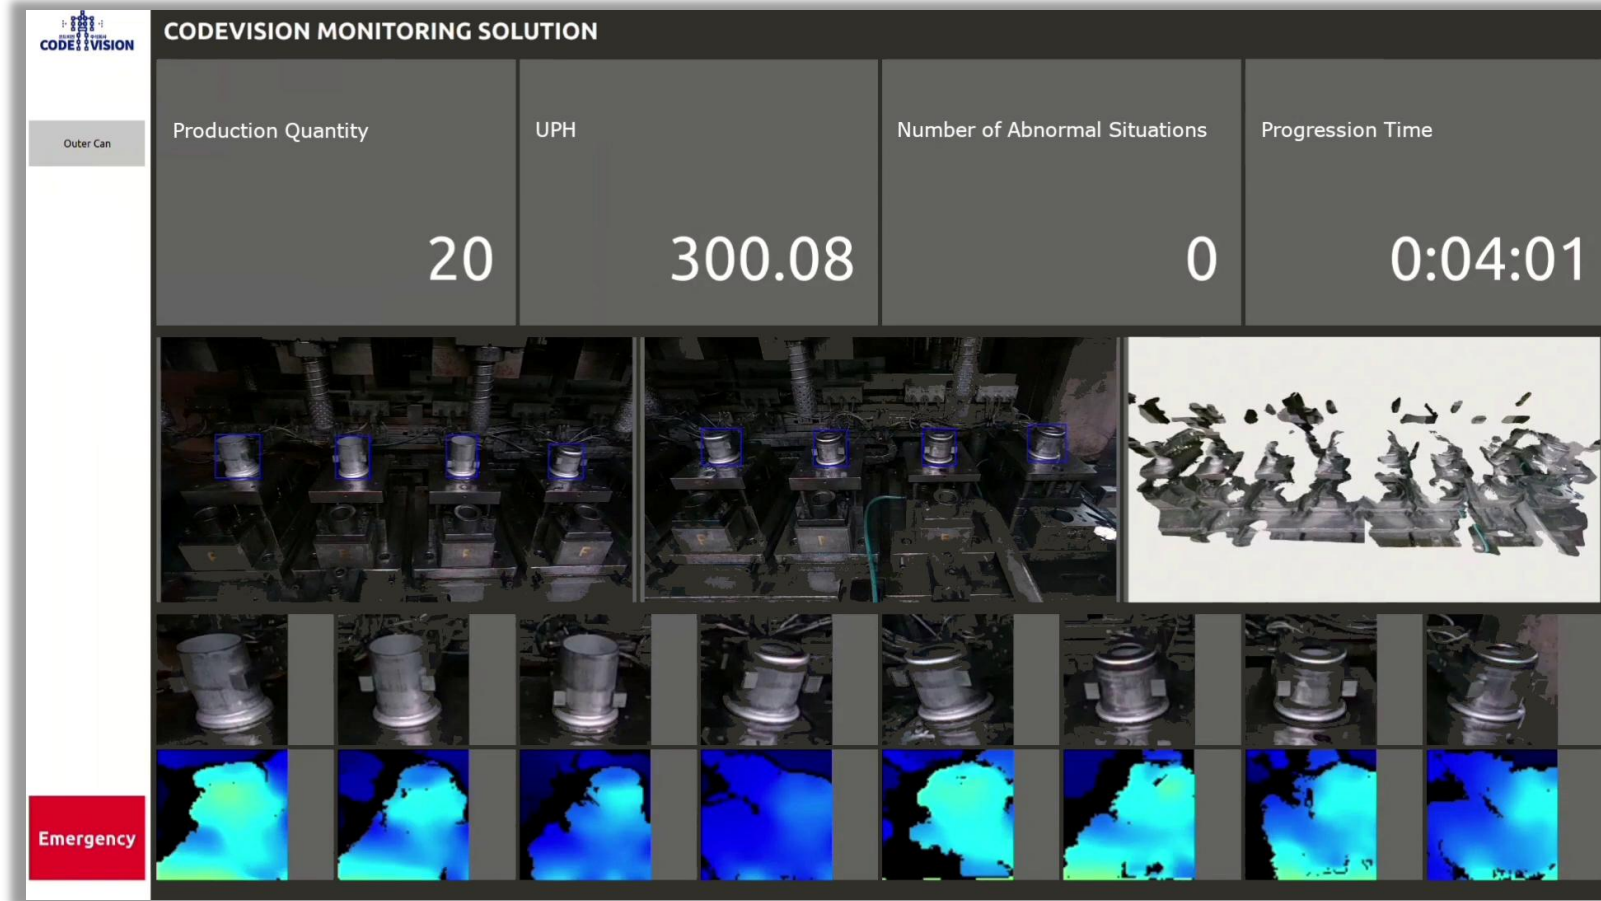 CODE VISION
CODEVISION MONITORING SOLUTION
Outer Can
Production Quantity
20
UPH
300.08
Number of Abnormal Situations
0
Progression Time
0:04:01
E
E
F
F
F
Emergency